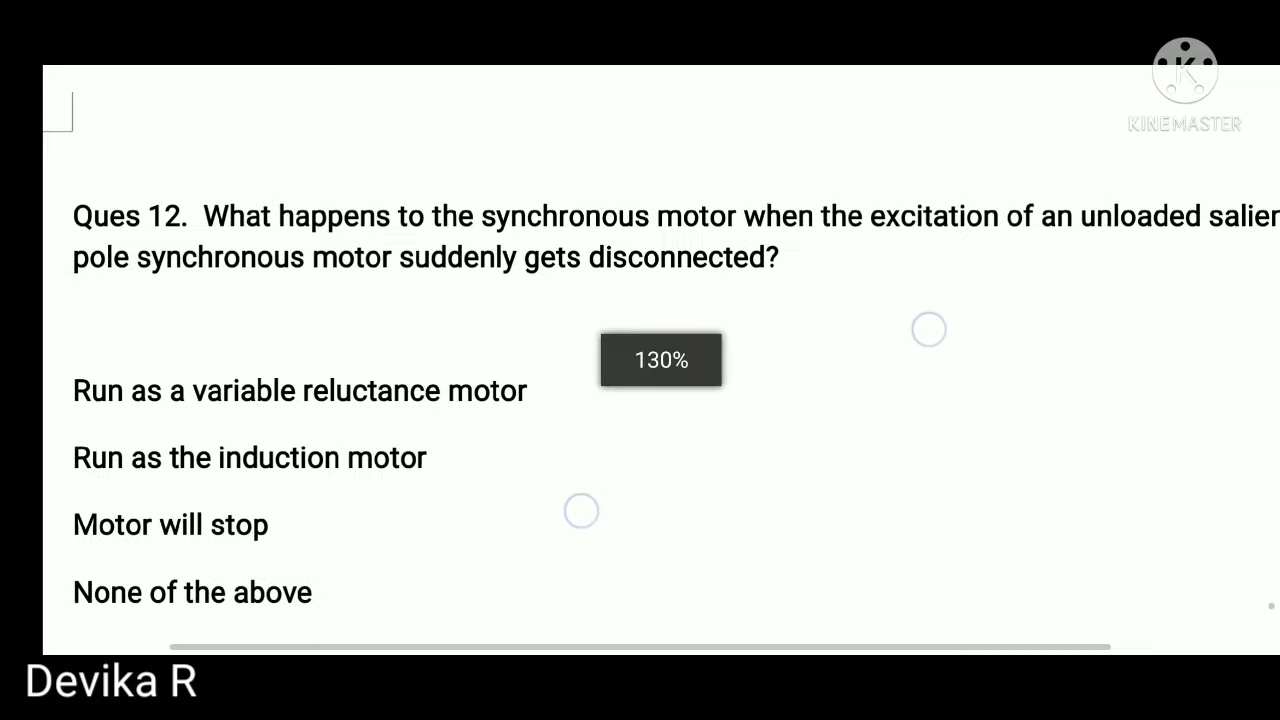 KINEMASTER
Ques 12. What happens to the synchronous motor when the excitation of an unloaded salien
pole synchronous motor suddenly gets disconnected?
130%
Run as a variable reluctance motor
Run as the induction motor
Motor will stop
None of the above
Devika R